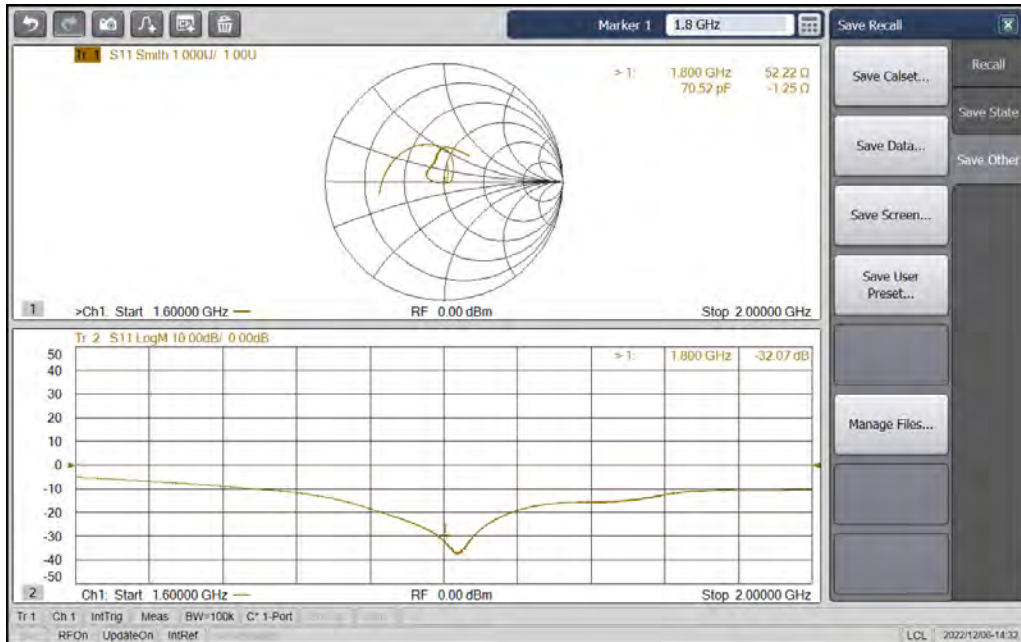 Marker 1 1.8 GHz
Save Recall
Tr 1 S11 Smith 1.000U/ 1.00U
> 1: 1.800 GHz 52.22 Ω
70.52 pF -1.25 Ω
1 >Ch1: Start 1.60000 GHz RF 0.00 dBm Stop 2.00000 GHz
Tr 2 S11 LogM 10.00dB/ 0.00dB
> 1: 1.800 GHz -32.07 dB
50
40
30
20
10
0
-10
-20
-30
-40
-50
2 Ch1: Start 1.60000 GHz RF 0.00 dBm Stop 2.00000 GHz
Save Calset...
Save Data...
Save Screen...
Save User
Preset...
Manage Files...
Recall
Save State
Save Other
Tr 1 Ch 1 IntTrig Meas BW=100k C* 1-Port
RFOn UpdateOn IntRef LCL 2022/12/06-14:32